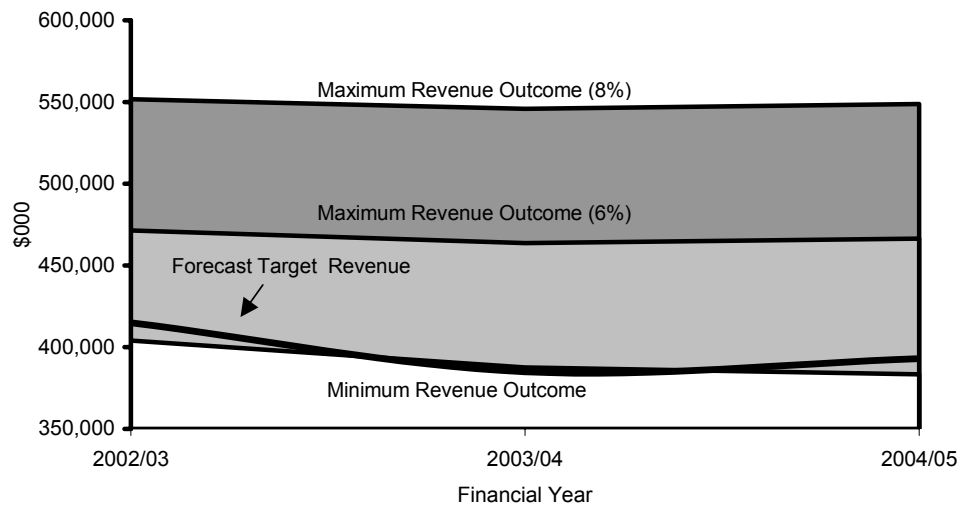 600,000
550,000
500,000
450,000
400,000
350,000
$000
Maximum Revenue Outcome (8%)
Maximum Revenue Outcome (6%)
Forecast Target Revenue
Minimum Revenue Outcome
2002/03
2003/04
2004/05
Financial Year